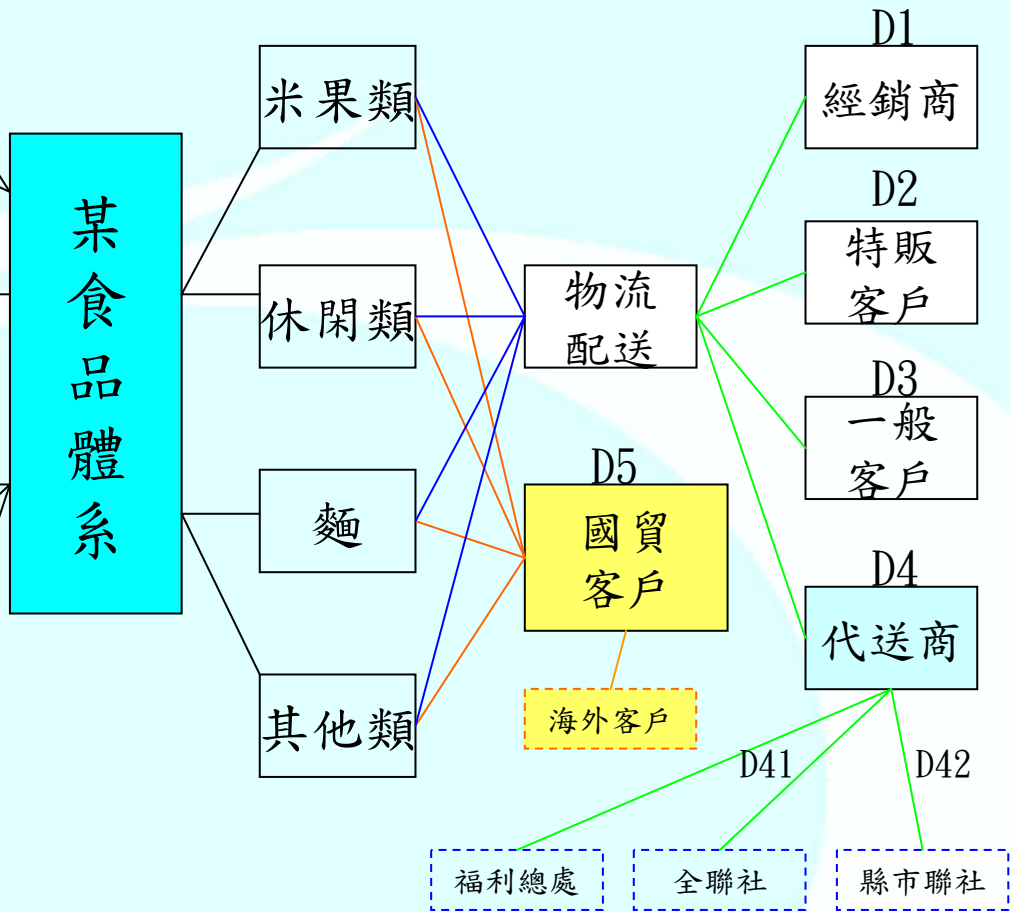 某食品體系
米果類
休閑類
麵
其他類
物流
配送
D5
國貿
客戶
海外客戶
D1
經銷商
D2
特販
客戶
D3
一般
客戶
D4
代送商
D41
D42
福利總處
全聯社
縣市聯社